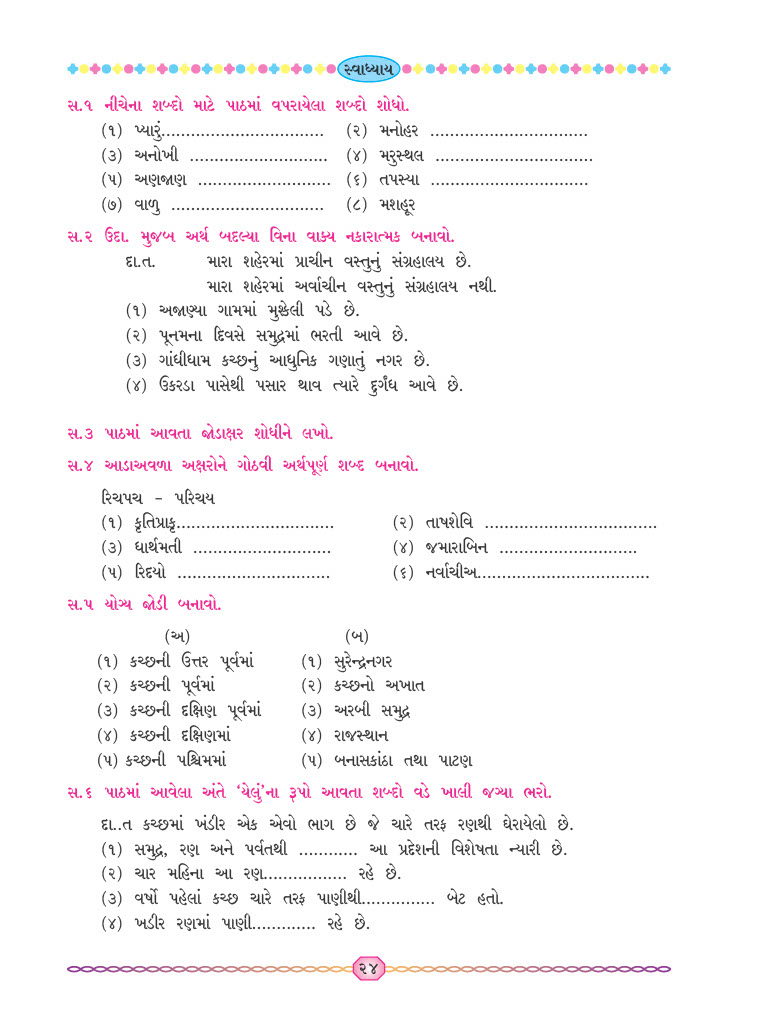 સ્વાધ્યાય
સ.૧ નીચેના શબ્દો માટે પાઠમાં વપરાયેલા શબ્દો શોધો.
(૧) પ્યારું................................. (૨) મનોહર ................................
(૩) અનોખી ............................ (૪) મરુસ્થલ ................................
(૫) અણજાણ ........................... (૬) તપસ્યા ................................
(૭) વાળુ ............................... (૮) મશહૂર
સ.૨ ઉદા. મુજબ અર્થ બદલ્યા વિના વાક્ય નકારાત્મક બનાવો.
દા.ત. મારા શહેરમાં પ્રાચીન વસ્તુનું સંગ્રહાલય છે.
મારા શહેરમાં અર્વાચીન વસ્તુનું સંગ્રહાલય નથી.
(૧) અજાણ્યા ગામમાં મુશ્કેલી પડે છે.
(૨) પૂનમના દિવસે સમુદ્રમાં ભરતી આવે છે.
(૩) ગાંધીધામ કચ્છનું આધુનિક ગણાતું નગર છે.
(૪) ઉકરડા પાસેથી પસાર થાવ ત્યારે દુર્ગંધ આવે છે.
સ.૩ પાઠમાં આવતા જોડાક્ષર શોધીને લખો.
સ.૪ આડાઅવળા અક્ષરોને ગોઠવી અર્થપૂર્ણ શબ્દ બનાવો.
રિચપચ - પરિચય
(૧) કૃતિપ્રાકૃ................................ (૨) તાષશેવિ ...................................
(૩) ધાર્થમતી ............................ (૪) જમારાબિન ............................
(૫) રિદયો ............................... (૬) નર્વાચીઅ...................................
સ.૫ યોગ્ય જોડી બનાવો.
(અ) (બ)
(૧) કચ્છની ઉત્તર પૂર્વમાં (૧) સુરેન્દ્રનગર
(૨) કચ્છની પૂર્વમાં (૨) કચ્છનો અખાત
(૩) કચ્છની દક્ષિણ પૂર્વમાં (૩) અરબી સમુદ્ર
(૪) કચ્છની દક્ષિણમાં (૪) રાજસ્થાન
(૫) કચ્છની પશ્ચિમમાં (૫) બનાસકાંઠા તથા પાટણ
સ.૬ પાઠમાં આવેલા અંતે ‘યેલું’ના રૂપો આવતા શબ્દો વડે ખાલી જગ્યા ભરો.
દા..ત કચ્છમાં ખંડીર એક એવો ભાગ છે જે ચારે તરફ રણથી ઘેરાયેલો છે.
(૧) સમુદ્ર, રણ અને પર્વતથી ............ આ પ્રદેશની વિશેષતા ન્યારી છે.
(૨) ચાર મહિના આ રણ................. રહે છે.
(૩) વર્ષો પહેલાં કચ્છ ચારે તરફ પાણીથી............... બેટ હતો.
(૪) ખડીર રણમાં પાણી............. રહે છે.
૨૪